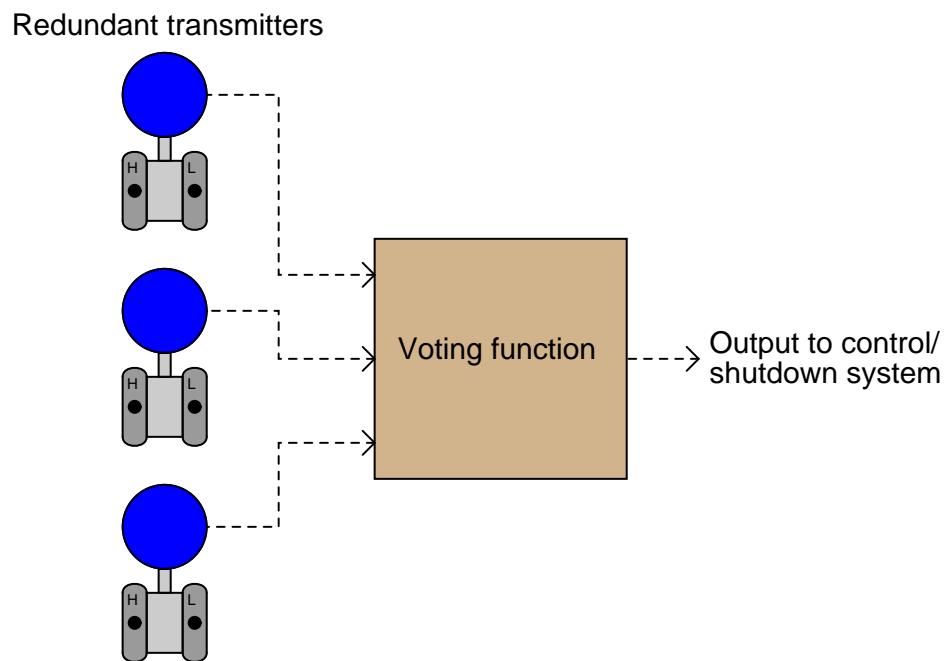 Redundant transmitters
H L
H L
Voting function
Output to control/
shutdown system
H L